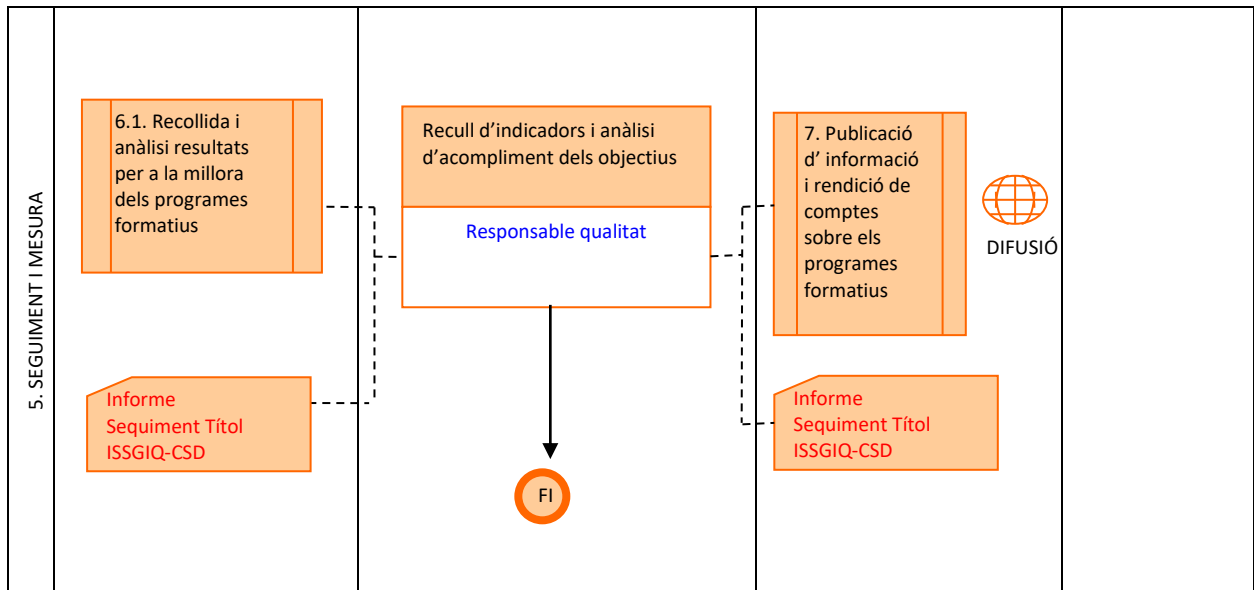 5. SEGUIMENT I MESURA
6.1. Recollida i
anàlisi resultats
per a la millora
dels programes
formatius
Informe
Sequiment Títol
ISSGIQ-CSD
Recull d’indicadors i anàlisi
d’acompliment dels objectius
Responsable qualitat
FI
7. Publicació
d’ informació
i rendició de
comptes
sobre els
programes
formatius
DIFUSIÓ
Informe
Sequiment Títol
ISSGIQ-CSD